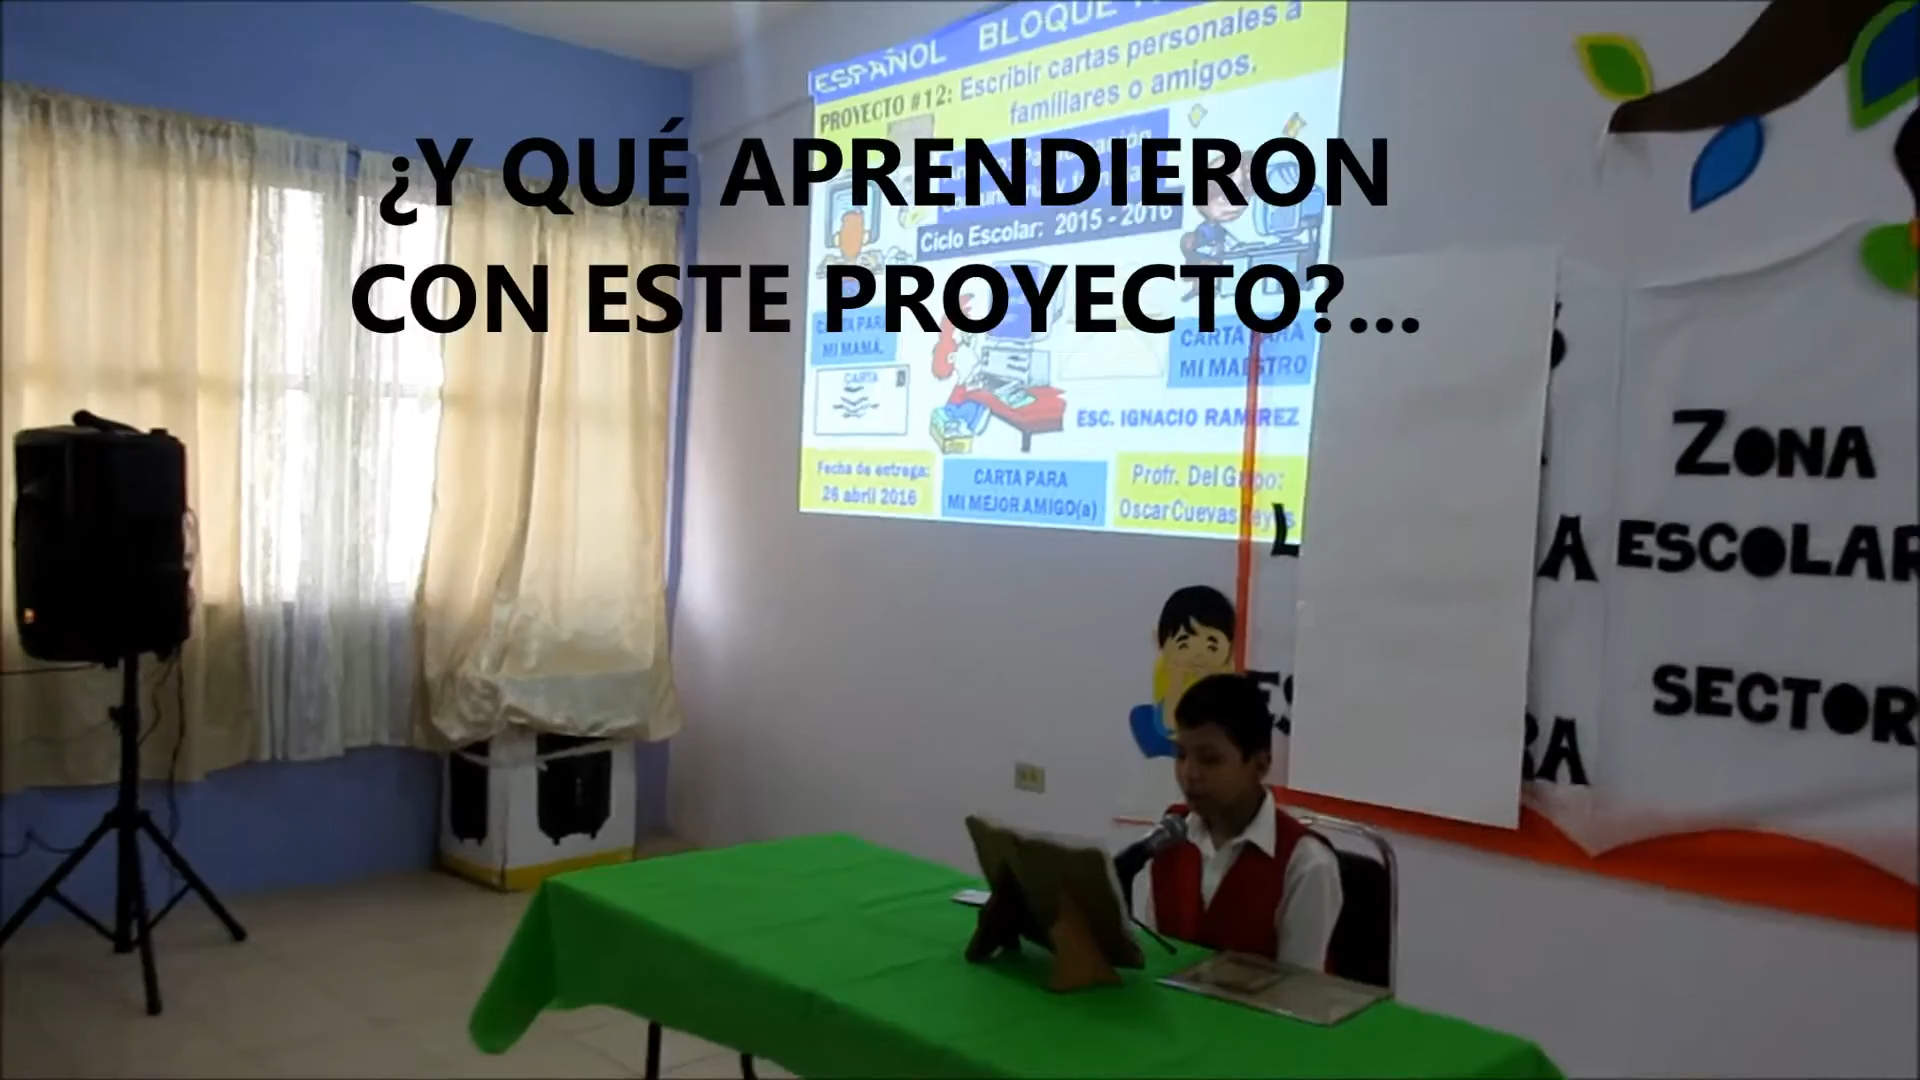 ¿Y QUÉ APRENDIERON
CON ESTE PROYECTO?...
ESPAÑOL BLOQUE
PROYECTO #12: Escribir cartas personales a
familiares o amigos.
Ciclo Escolar: 2015 - 2016
CARTA PARA
MI MAMÁ.
CARTA
CARTA PARA
MI MAESTRO
ESC. IGNACIO RAMIREZ
Fecha de entrega:
26 abril 2016
CARTA PARA
MI MEJOR AMIGO(a)
Profr. Del Grupo:
Oscar Cuevas Reyes
ZONA
ESCOLAR
SECTOR